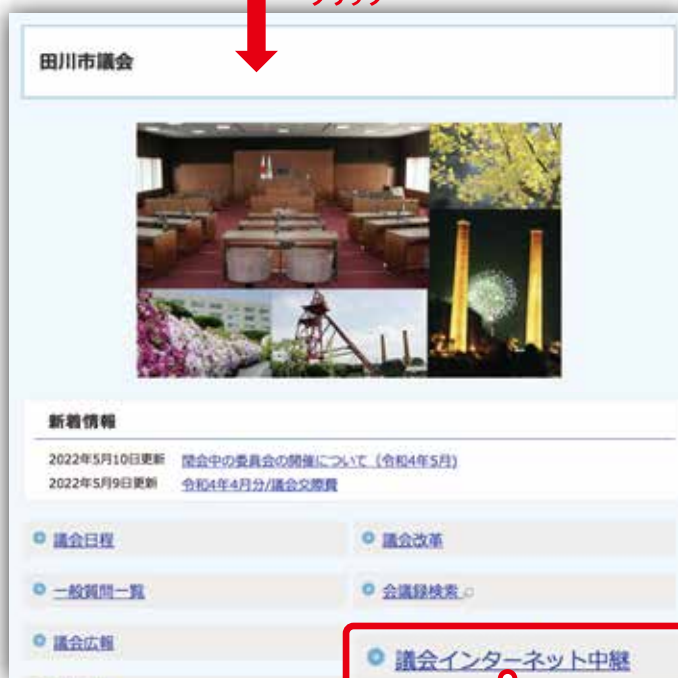 クリック
田川市議会
新着情報
2022年5月10日更新 閉会中の委員会の開催について（令和4年5月)
2022年5月9日更新 令和4年4月分/議会交際費
議会日程
議会改革
一般質問一覧
会議録検索
議会広報
議会インターネット中継